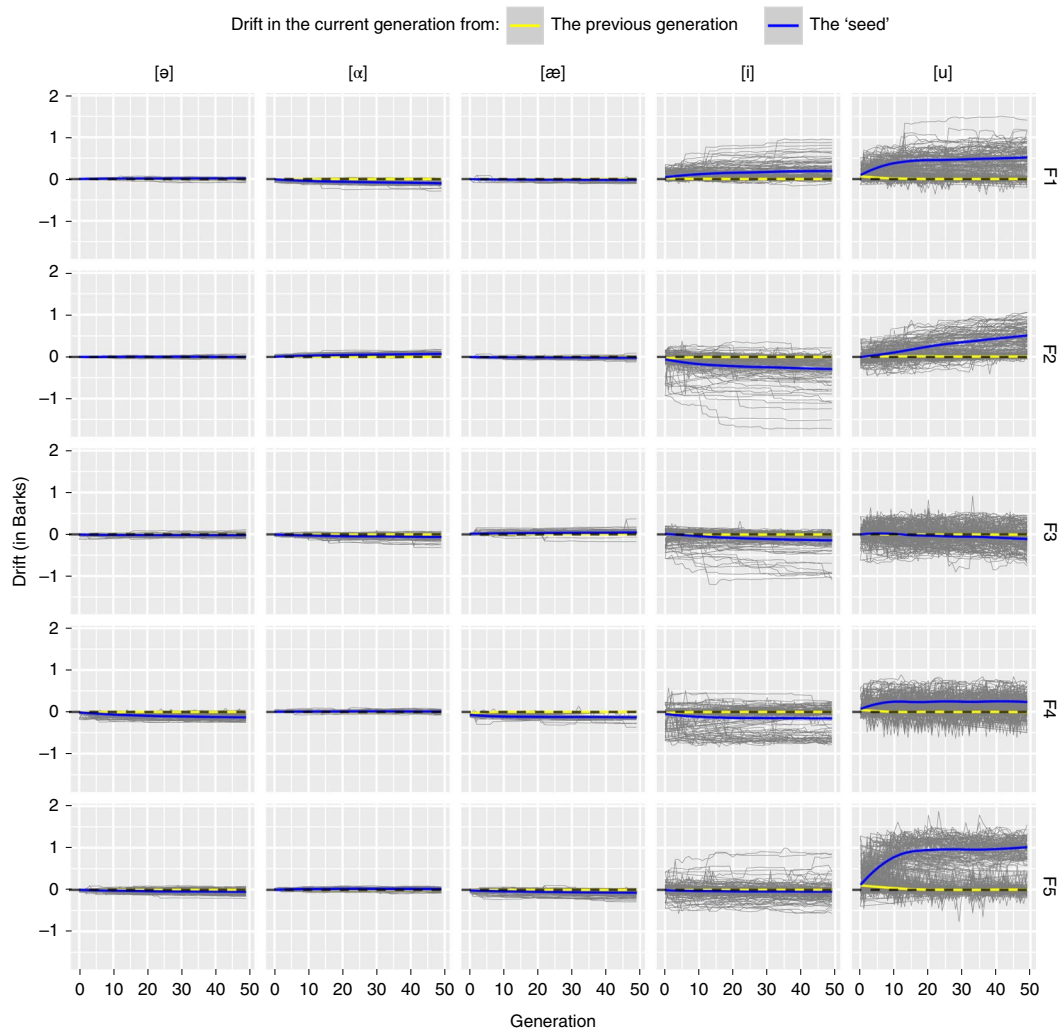 Drift in the current generation from: The previous generation The ‘seed’
[ə] [ɑ] [æ] [i] [u]
2
1
0
−1
F1
2
1
0
−1
F2
2
1
0
−1
F3
2
1
0
−1
F4
2
1
0
−1
F5
Drift (in Barks)
0 10 20 30 40 50 0 10 20 30 40 50 0 10 20 30 40 50 0 10 20 30 40 50 0 10 20 30 40 50
Generation